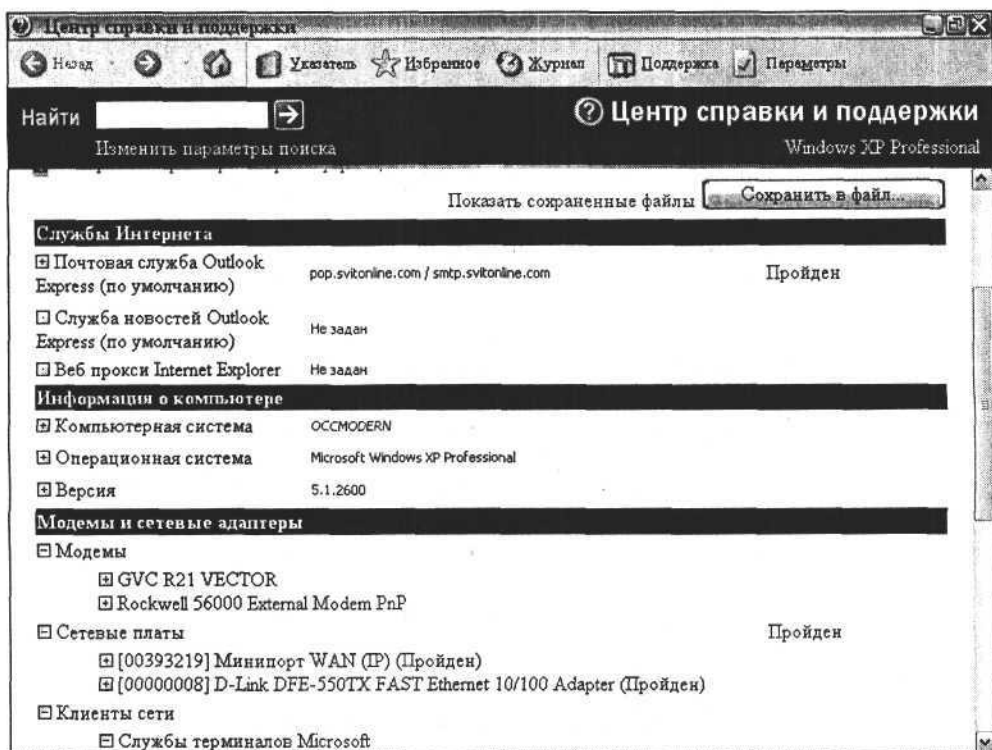 Центр справки и поддержки
Назад Указатель Избранное Журнал Поддержка Параметры
Найти
Центр справки и поддержки
Изменить параметры поиска
Windows XP Professional
Показать сохраненные файлы Сохранить в файл...
Службы Интернета
Почтовая служба Outlook Express (по умолчанию) pop.svitonline.com / smtp.svitonline.com Пройден
Служба новостей Outlook Express (по умолчанию) Не задан
Веб прокси Internet Explorer Не задан
Информация о компьютере
Компьютерная система OCCMODERN
Операционная система Microsoft Windows XP Professional
Версия 5.1.2600
Модемы и сетевые адаптеры
Модемы
GVC R21 VECTOR
Rockwell 56000 External Modem PnP
Сетевые платы Пройден
[00393219] Минипорт WAN (IP) (Пройден)
[00000008] D-Link DFE-550TX FAST Ethernet 10/100 Adapter (Пройден)
Клиенты сети
Службы терминалов Microsoft